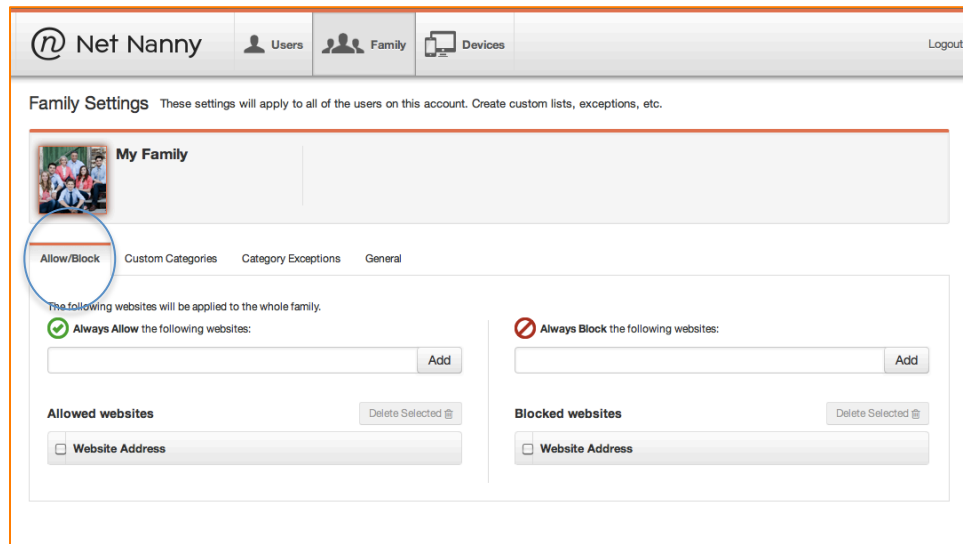 Net Nanny Users Family Devices Logout
Family Settings These settings will apply to all of the users on this account. Create custom lists, exceptions, etc.
My Family
Allow/Block Custom Categories Category Exceptions General
The following websites will be applied to the whole family.
Always Allow the following websites: Always Block the following websites:
Add Add
Allowed websites Delete Selected Blocked websites Delete Selected
Website Address Website Address